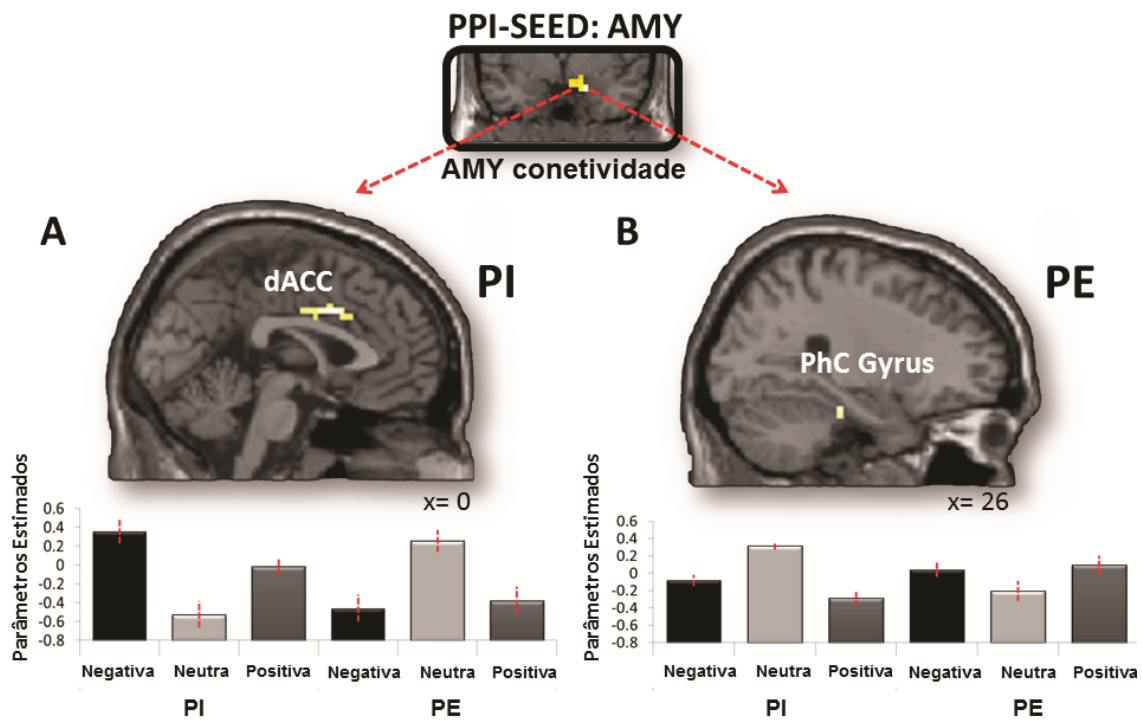 PPI-SEED: AMY
AMY conetividade
A
dACC
PI
x= 0
Parâmetros Estimados
0.6
0.4
0.2
0
-0.2
-0.4
-0.6
-0.8
Negativa Neutra Positiva Negativa Neutra Positiva
PI PE
B
PhC Gyrus
PE
x= 26
Parâmetros Estimados
0.6
0.4
0.2
0
-0.2
-0.4
-0.6
-0.8
Negativa Neutra Positiva Negativa Neutra Positiva
PI PE